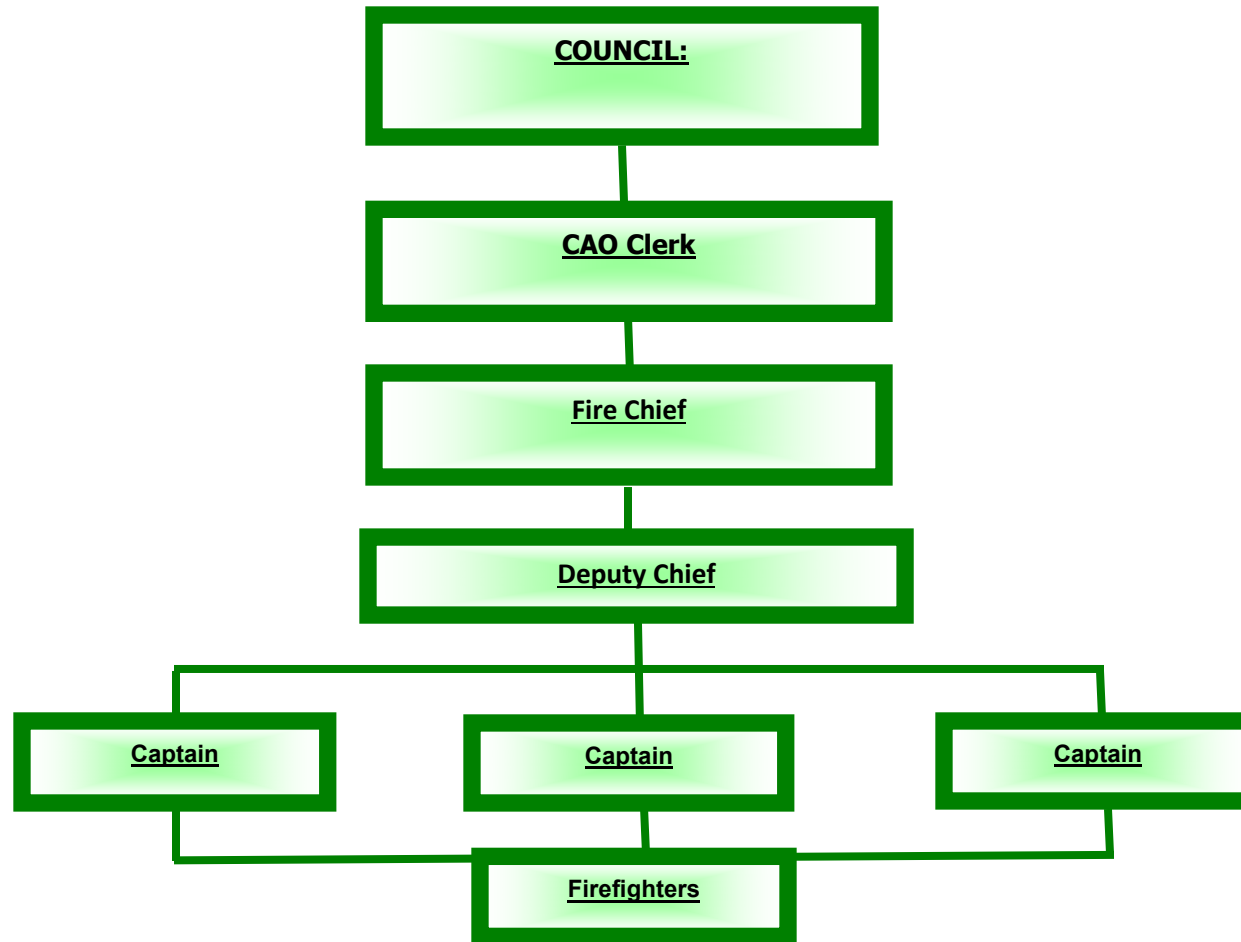 COUNCIL:
CAO Clerk
Fire Chief
Deputy Chief
Captain
Captain
Captain
Firefighters